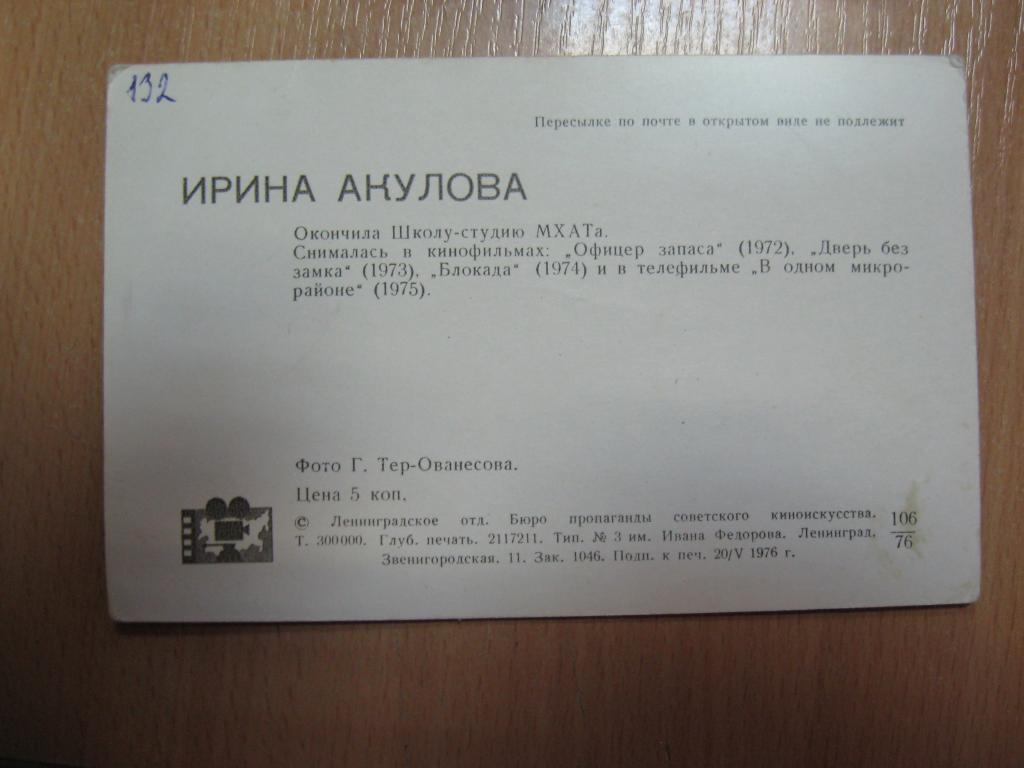 132
Пересылке по почте в открытом виде не подлежит
ИРИНА АКУЛОВА
Окончила Школу-студию МХАТа.
Снималась в кинофильмах: „Офицер запаса“ (1972), „Дверь без
замка“ (1973), „Блокада“ (1974) и в телефильме „В одном микро-
районе“ (1975).
Фото Г. Тер-Ованесова.
Цена 5 коп.
© Ленинградское отд. Бюро пропаганды советского киноискусства.
Т. 300000. Глуб. печать. 2117211. Тип. № 3 им. Ивана Федорова. Ленинград,
Звенигородская, 11. Зак. 1046. Подп. к печ. 20/V 1976 г.
106
76